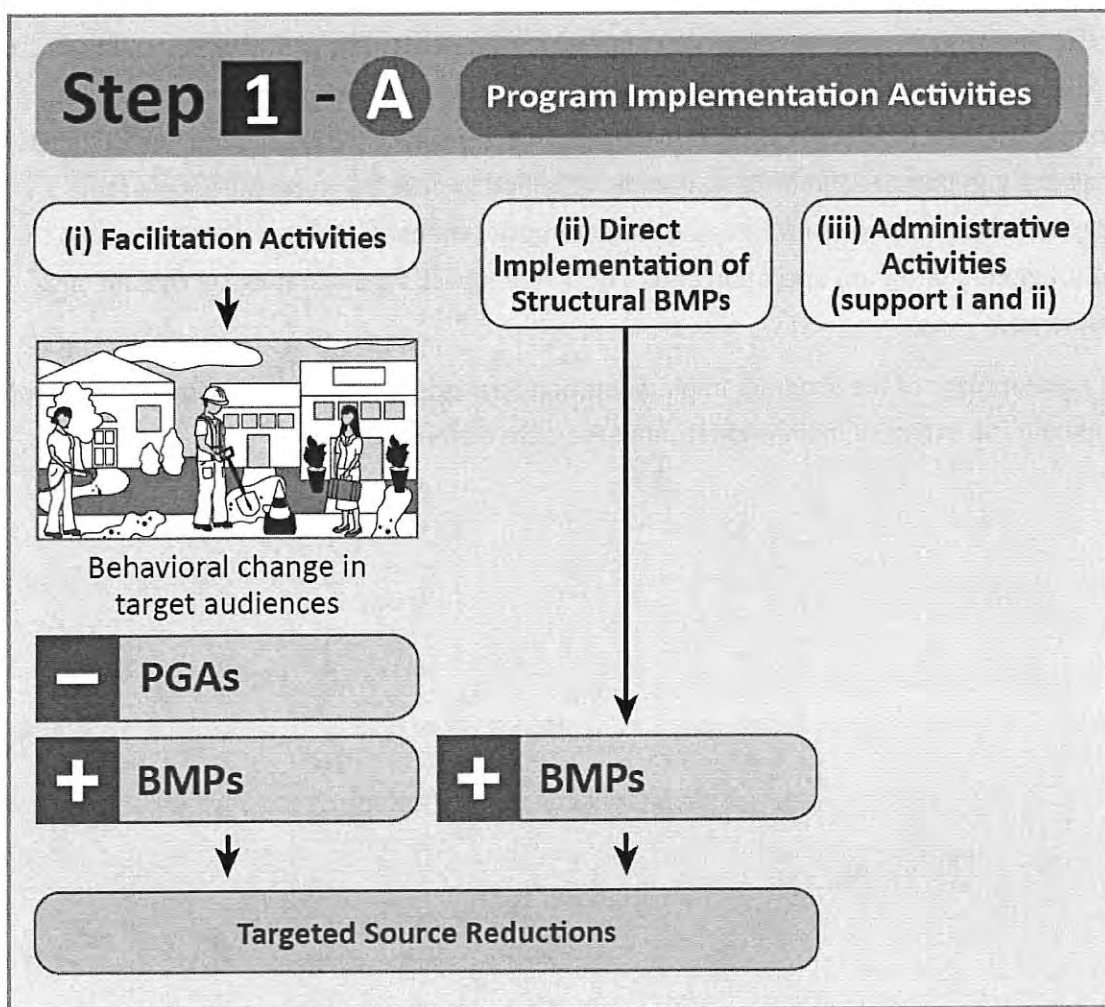 Step 1 - A
Program Implementation Activities
(i) Facilitation Activities
(ii) Direct
Implementation of
Structural BMPs
(iii) Administrative
Activities
(support i and ii)
Behavioral change in
target audiences
− PGAs
+ BMPs
+ BMPs
Targeted Source Reductions